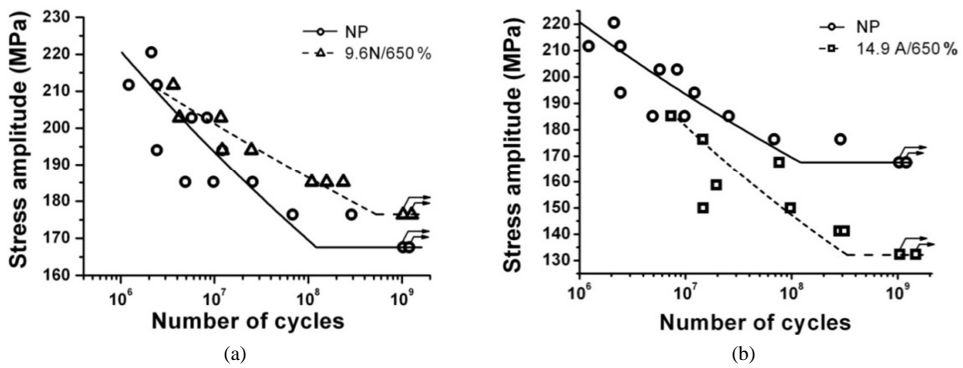 NP
9.6N/650 %
Stress amplitude (MPa)
230
220
210
200
190
180
170
160
10^6
10^7
10^8
10^9
Number of cycles
(a)
NP
14.9 A/650 %
Stress amplitude (MPa)
220
210
200
190
180
170
160
150
140
130
10^6
10^7
10^8
10^9
Number of cycles
(b)